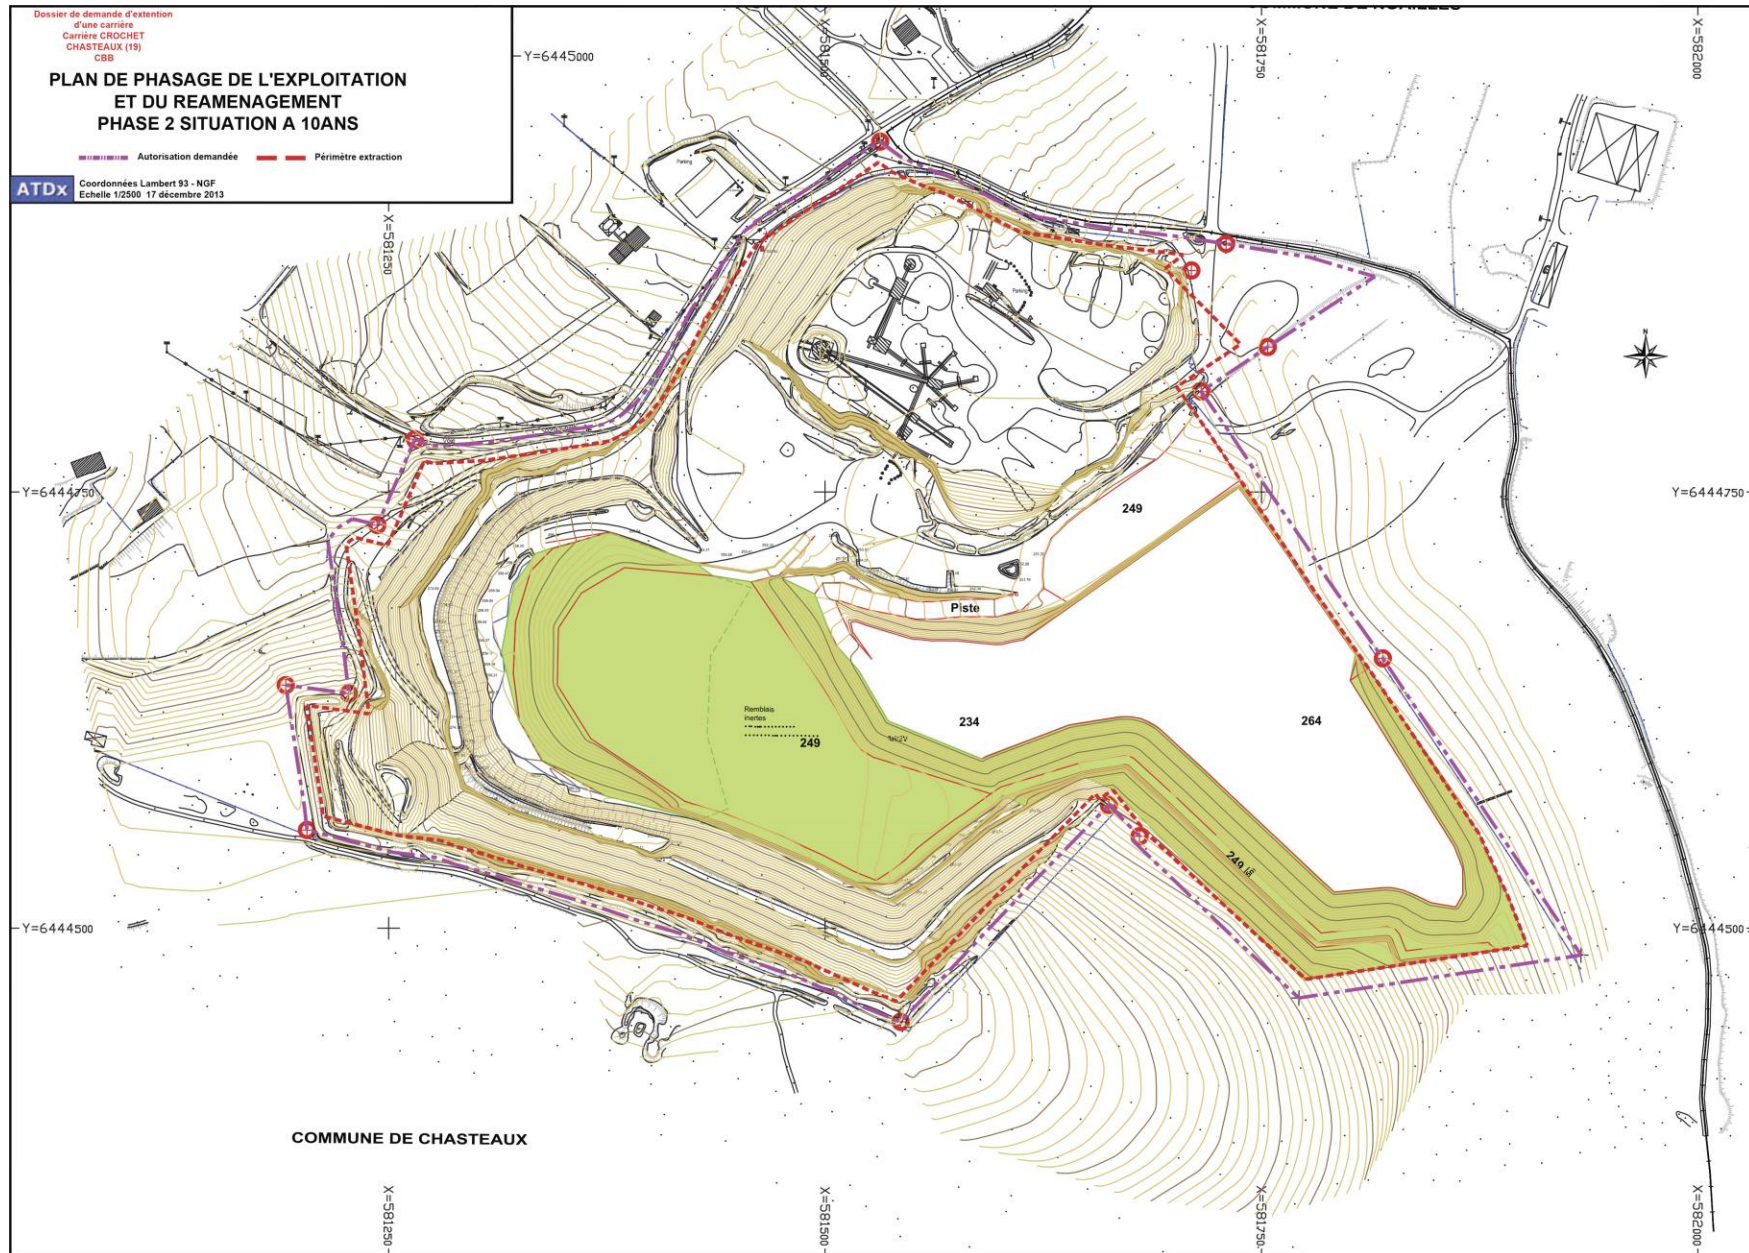 Dossier de demande d'extention
d'une carrière
Carrière CROCHET
CHASTEAUX (19)
CBB
PLAN DE PHASAGE DE L'EXPLOITATION
ET DU REAMENAGEMENT
PHASE 2 SITUATION A 10ANS
Autorisation demandée
Périmètre extraction
ATDx
Coordonnées Lambert 93 - NGF
Echelle 1/2500 17 décembre 2013
Y=6445000
X=581500
X=581750
X=582000
X=581250
Parking
Parking
N
Y=6444750
Y=6444750
249
Piste
Remblais
inertes
249
234
264
249
Y=6444500
Y=6444500
COMMUNE DE CHASTEAUX
X=581250
X=581500
X=581750
X=582000